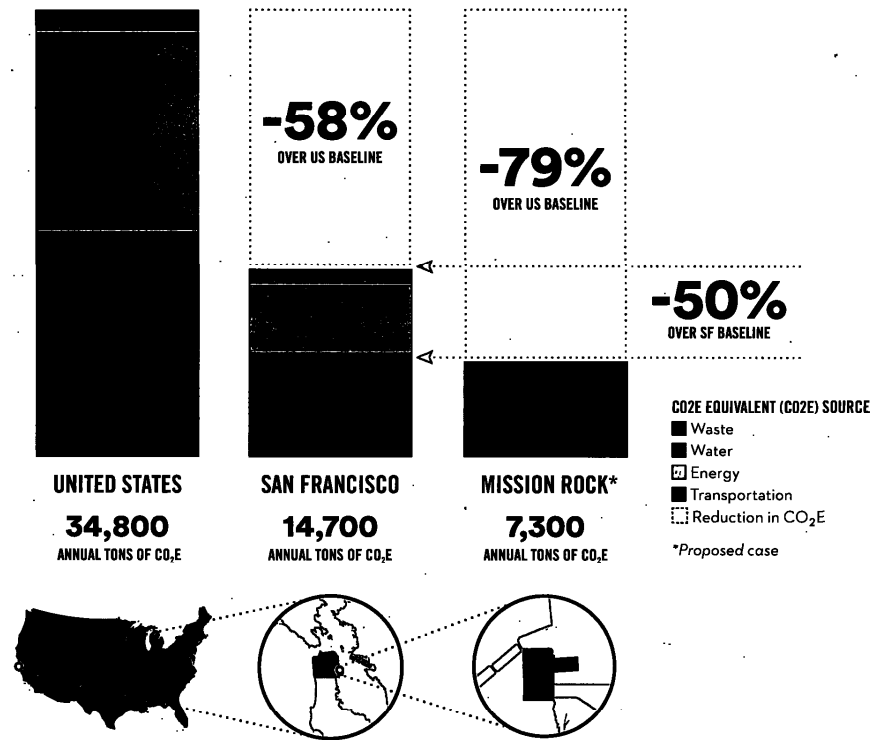 -58%
OVER US BASELINE
-79%
OVER US BASELINE
-50%
OVER SF BASELINE
CO2E EQUIVALENT (CO2E) SOURCE
Waste
Water
Energy
Transportation
Reduction in CO₂E
*Proposed case
UNITED STATES
34,800
ANNUAL TONS OF CO₂E
SAN FRANCISCO
14,700
ANNUAL TONS OF CO₂E
MISSION ROCK*
7,300
ANNUAL TONS OF CO₂E